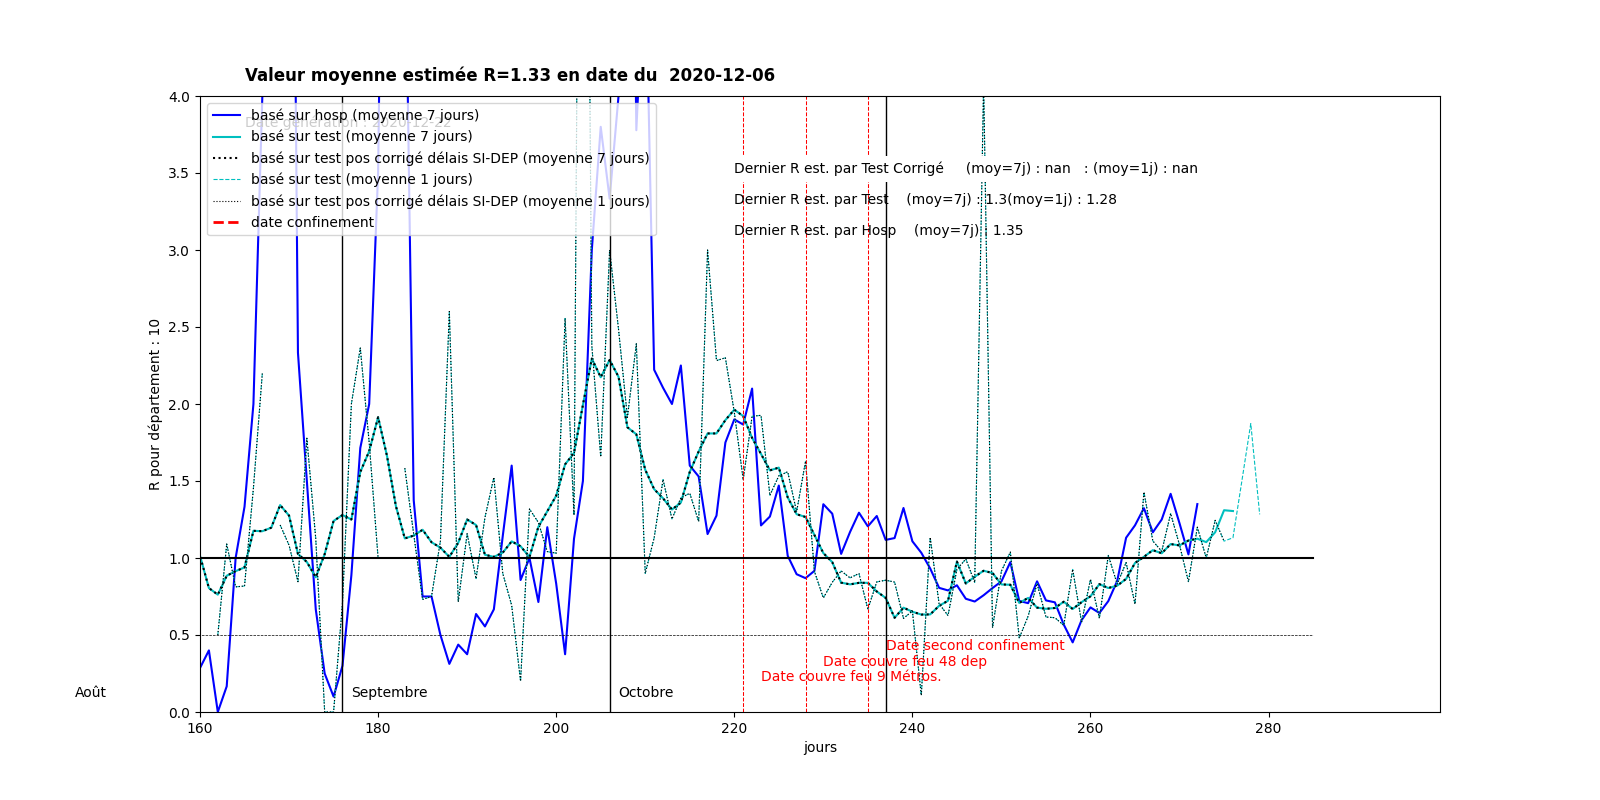 Valeur moyenne estimée R=1.33 en date du  2020-12-06
Date génération : 2020-12-22
basé sur hosp (moyenne 7 jours)
basé sur test (moyenne 7 jours)
basé sur test pos corrigé délais SI-DEP (moyenne 7 jours)
basé sur test (moyenne 1 jours)
basé sur test pos corrigé délais SI-DEP (moyenne 1 jours)
date confinement
Dernier R est. par Test Corrigé (moy=7j) : nan : (moy=1j) : nan
Dernier R est. par Test (moy=7j) : 1.3(moy=1j) : 1.28
Dernier R est. par Hosp (moy=7j) : 1.35
4.0
3.5
3.0
2.5
2.0
1.5
1.0
0.5
0.0
R pour département : 10
Date second confinement
Date couvre feu 48 dep
Date couvre feu 9 Métros.
Août
Septembre
Octobre
160 180 200 220 240 260 280
jours